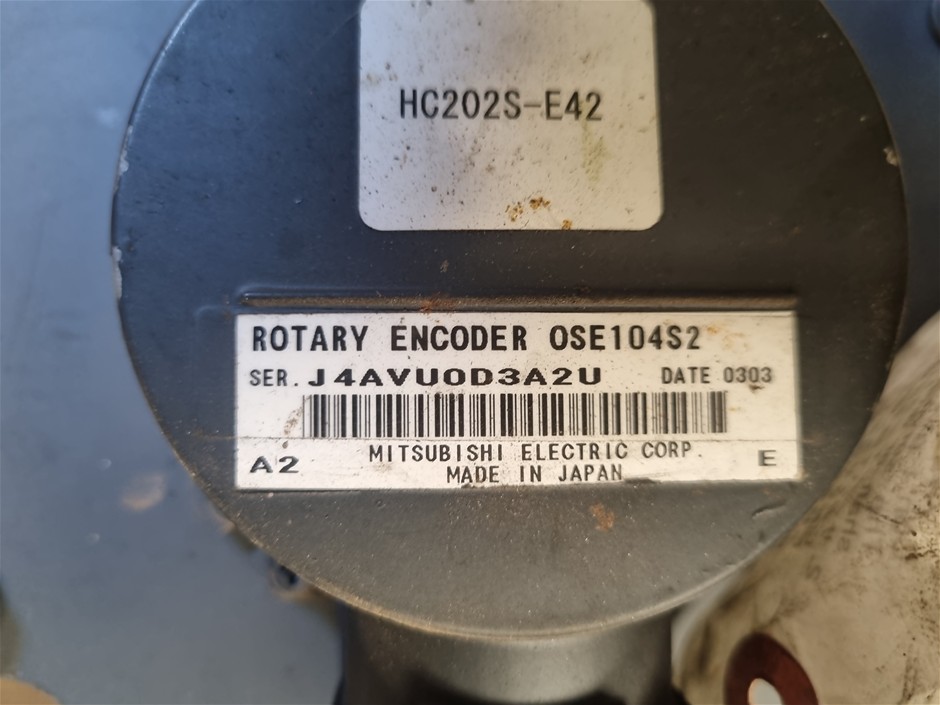 HC202S-E42
ROTARY ENCODER OSE104S2
SER. J4AVU0D3A2U DATE 0303
MITSUBISHI ELECTRIC CORP.
A2 MADE IN JAPAN E